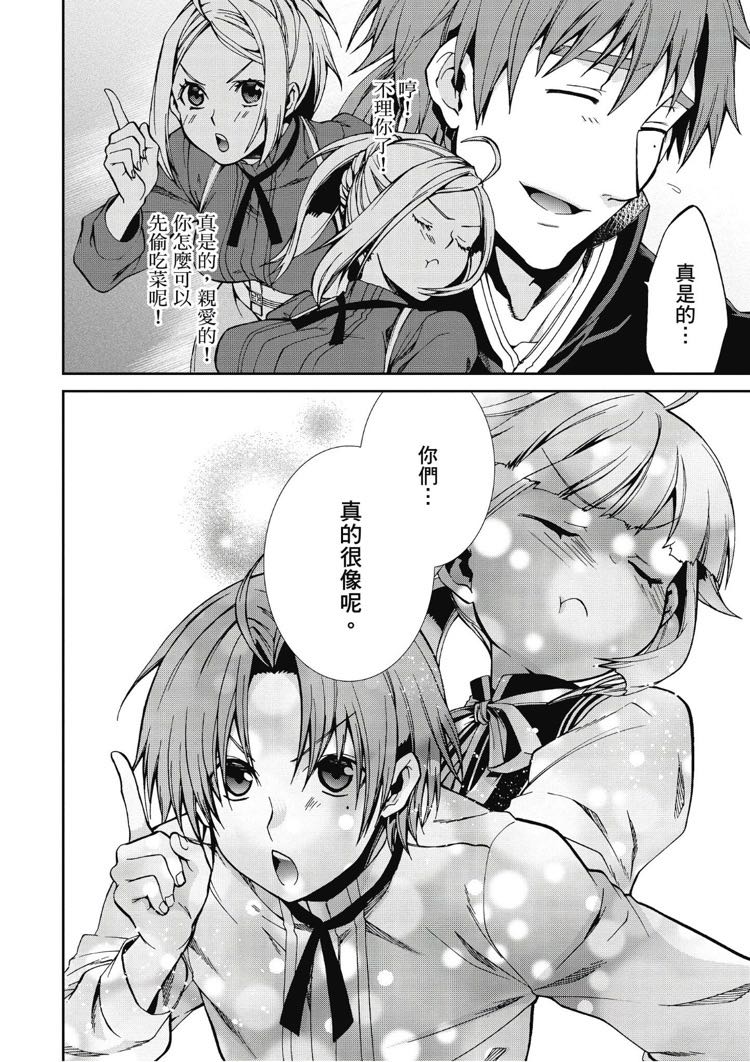 哼！
不理你了！
真是的，親愛的！
你怎麼可以
先偷吃菜呢！
真是的…
你們…
真的很像呢。